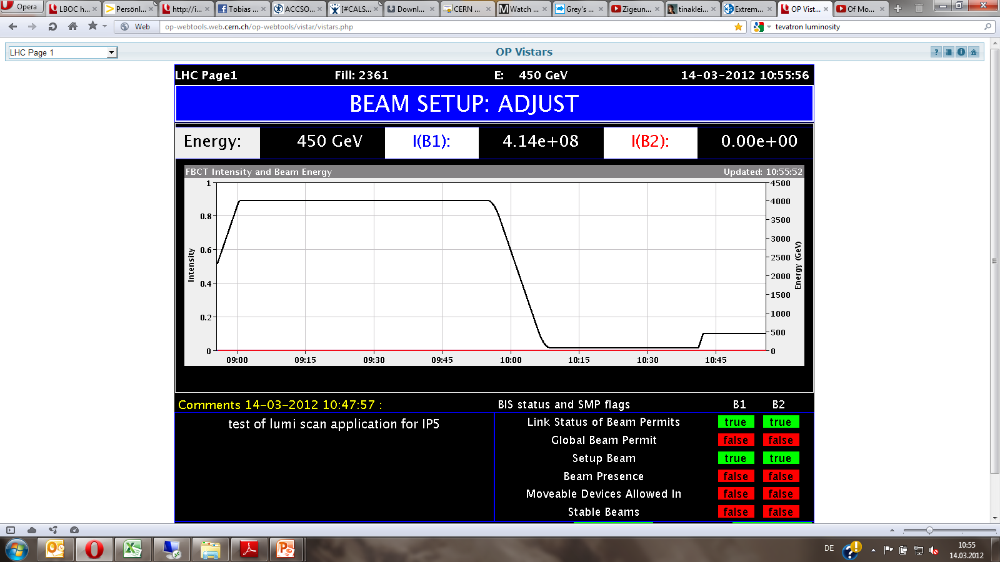 Opera
LBOC h...
Persönl...
http://i...
Tobias ...
ACCSO...
[#CALS...
Downl...
CERN ...
Watch ...
Grey's ...
Zigeun...
tinaklei...
Extrem...
OP Vist...
Of Mo...
Web
op-webtools.web.cern.ch/op-webtools/vistar/vistars.php
tevatron luminosity
LHC Page 1
OP Vistars
LHC Page1 Fill: 2361 E: 450 GeV 14-03-2012 10:55:56
BEAM SETUP: ADJUST
Energy: 450 GeV I(B1): 4.14e+08 I(B2): 0.00e+00
FBCT Intensity and Beam Energy Updated: 10:55:52
1
0.8
0.6
0.4
0.2
0
Intensity
4500
4000
3500
3000
2500
2000
1500
1000
500
0
Energy (GeV)
09:00 09:15 09:30 09:45 10:00 10:15 10:30 10:45
Comments 14-03-2012 10:47:57 :
test of lumi scan application for IP5
BIS status and SMP flags B1 B2
Link Status of Beam Permits true true
Global Beam Permit false false
Setup Beam true true
Beam Presence false false
Moveable Devices Allowed In false false
Stable Beams false false
DE
10:55
14.03.2012